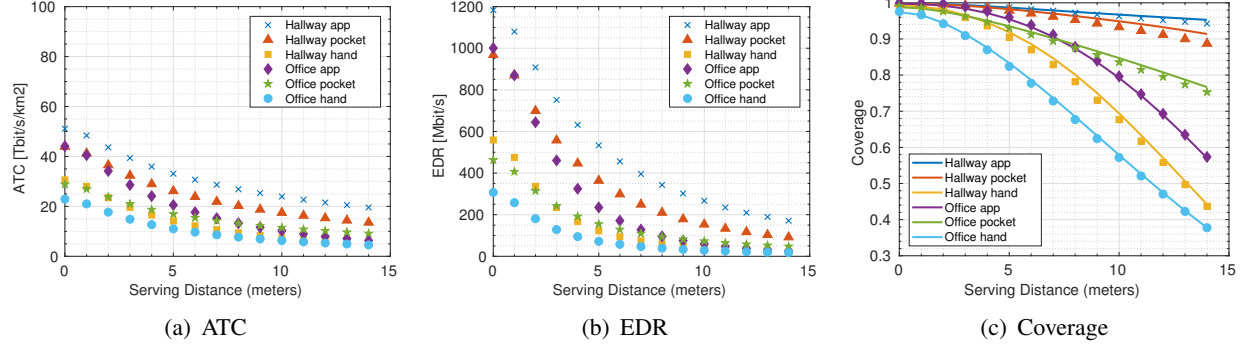 ATC [Tbit/s/km2]
100
80
60
40
20
0
0 5 10 15
Serving Distance (meters)
Hallway app
Hallway pocket
Hallway hand
Office app
Office pocket
Office hand
(a) ATC
EDR [Mbit/s]
1200
1000
800
600
400
200
0
0 5 10 15
Serving Distance (meters)
Hallway app
Hallway pocket
Hallway hand
Office app
Office pocket
Office hand
(b) EDR
Coverage
1
0.9
0.8
0.7
0.6
0.5
0.4
0.3
0 5 10 15
Serving Distance (meters)
Hallway app
Hallway pocket
Hallway hand
Office app
Office pocket
Office hand
(c) Coverage